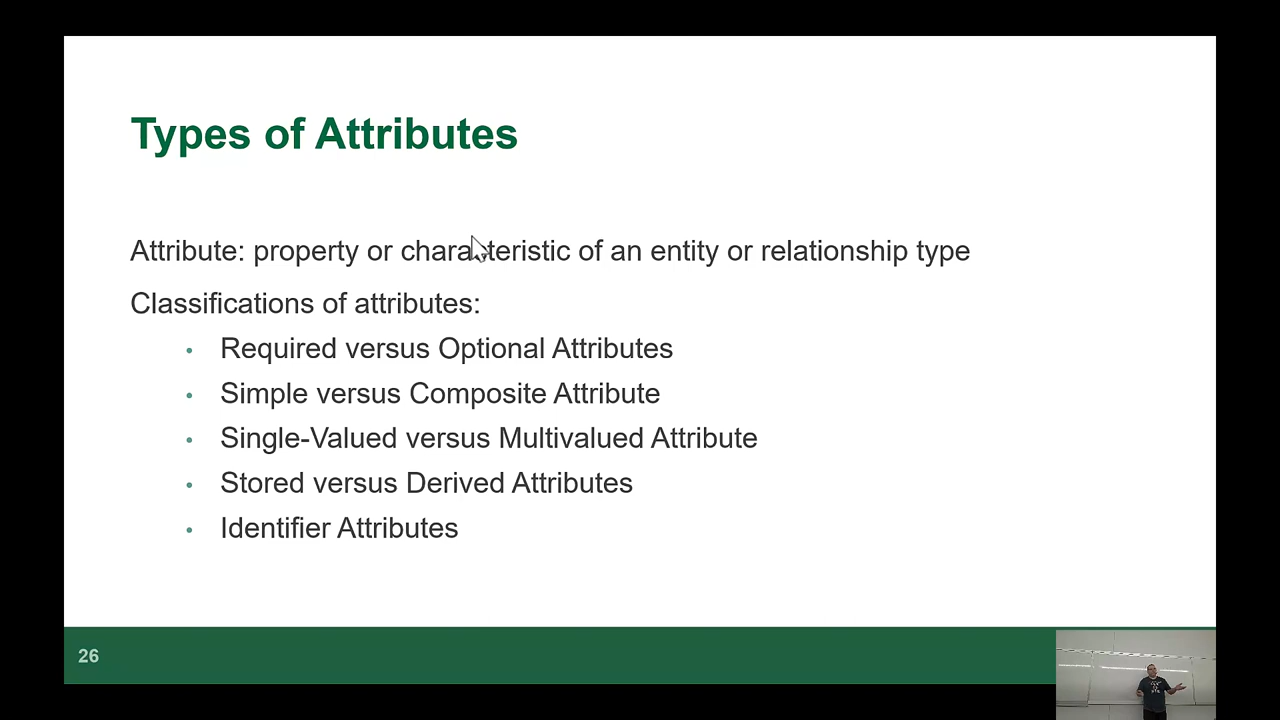 Types of Attributes
Attribute: property or characteristic of an entity or relationship type
Classifications of attributes:
• Required versus Optional Attributes
• Simple versus Composite Attribute
• Single-Valued versus Multivalued Attribute
• Stored versus Derived Attributes
• Identifier Attributes
26